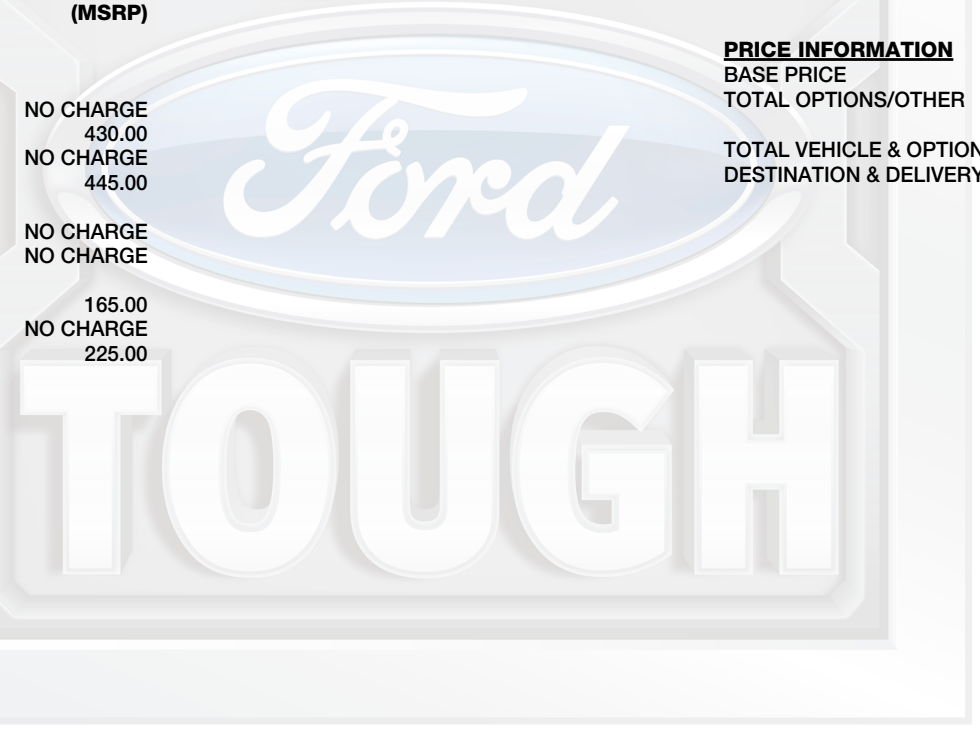 (MSRP)
NO CHARGE
430.00
NO CHARGE
445.00
NO CHARGE
NO CHARGE
165.00
NO CHARGE
225.00
PRICE INFORMATION
BASE PRICE
TOTAL OPTIONS/OTHER
TOTAL VEHICLE & OPTION
DESTINATION & DELIVERY
Ford
TOUGH